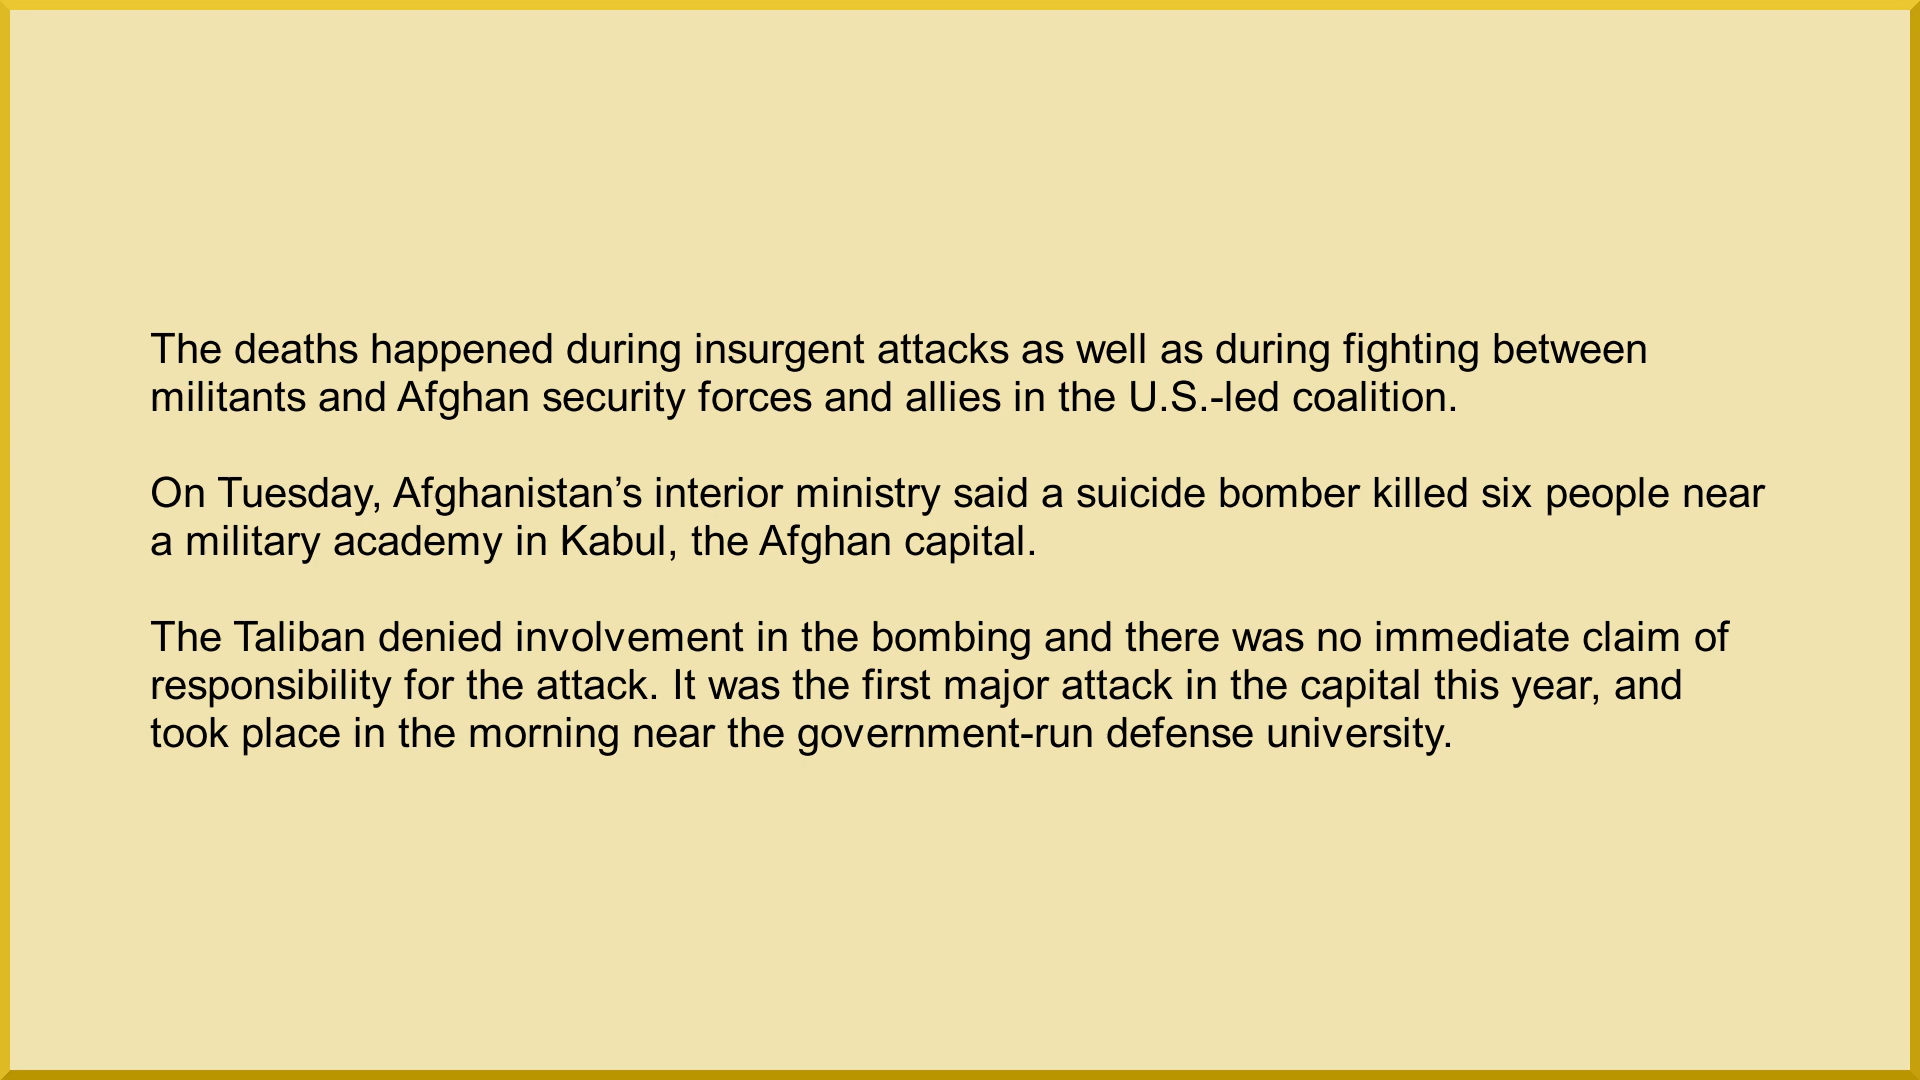 The deaths happened during insurgent attacks as well as during fighting between
militants and Afghan security forces and allies in the U.S.-led coalition.
On Tuesday, Afghanistan’s interior ministry said a suicide bomber killed six people near
a military academy in Kabul, the Afghan capital.
The Taliban denied involvement in the bombing and there was no immediate claim of
responsibility for the attack. It was the first major attack in the capital this year, and
took place in the morning near the government-run defense university.